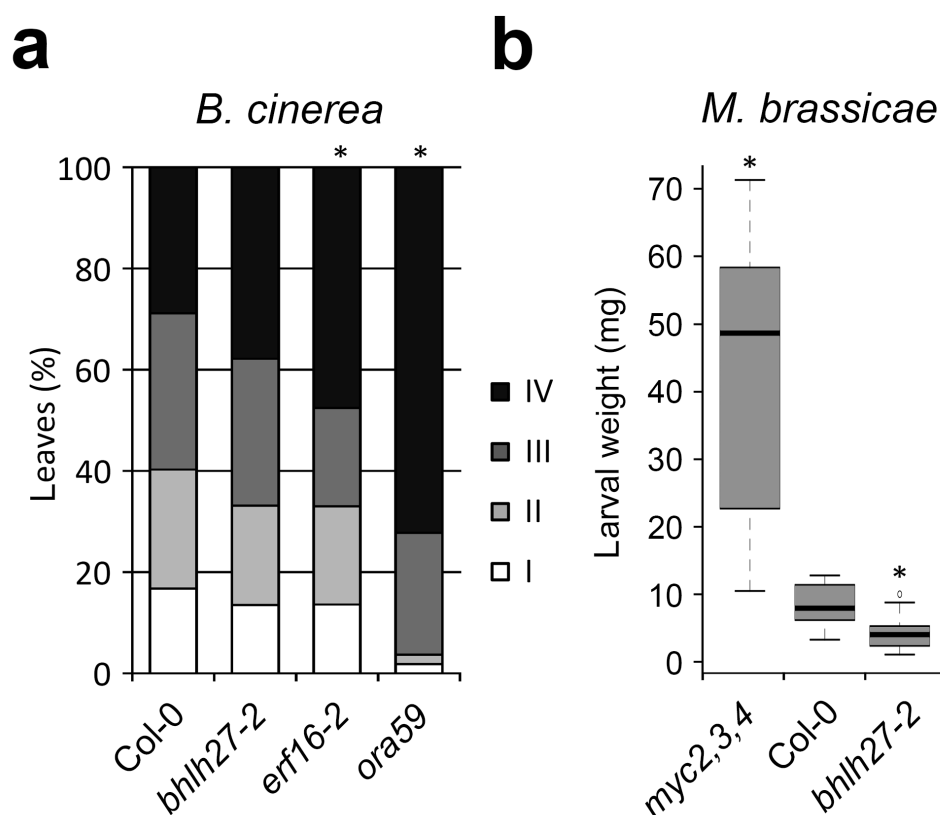 a
B. cinerea
* *
Leaves (%)
100
80
60
40
20
0
Col-0
bhlh27-2
erf16-2
ora59
IV
III
II
I
b
M. brassicae
*
Larval weight (mg)
70
60
50
40
30
20
10
0
*
myc2,3,4
Col-0
bhlh27-2